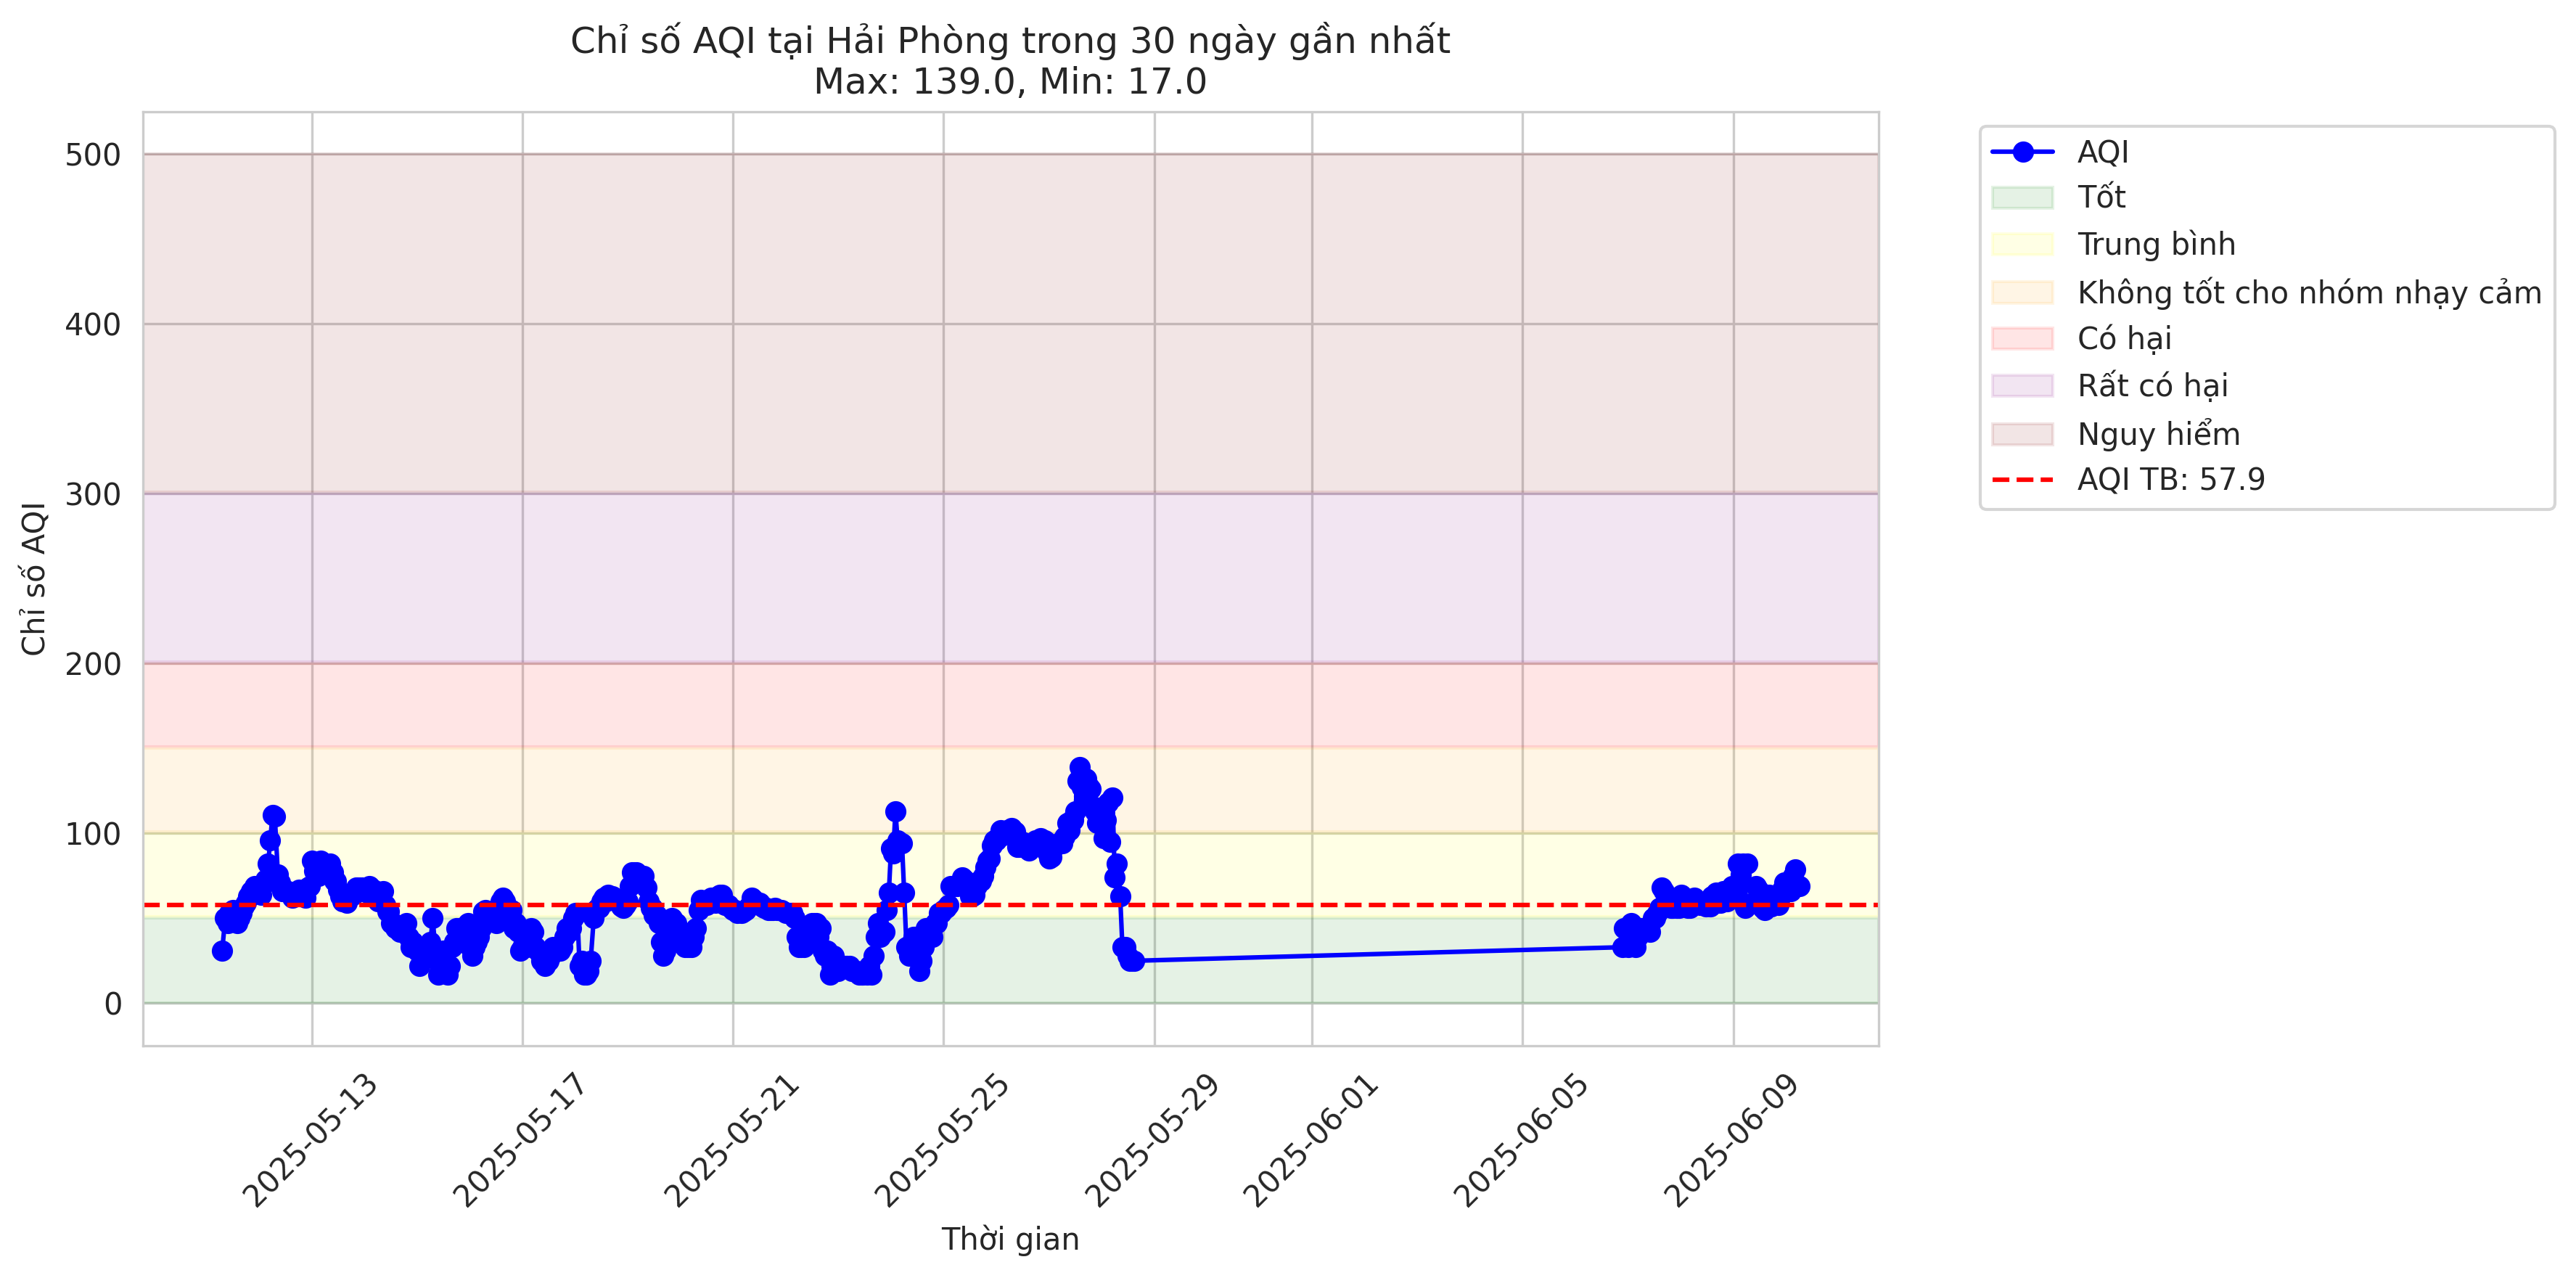 Chỉ số AQI tại Hải Phòng trong 30 ngày gần nhất
Max: 139.0, Min: 17.0
Chỉ số AQI
500
400
300
200
100
0
2025-05-13
2025-05-17
2025-05-21
2025-05-25
2025-05-29
2025-06-01
2025-06-05
2025-06-09
Thời gian
AQI
Tốt
Trung bình
Không tốt cho nhóm nhạy cảm
Có hại
Rất có hại
Nguy hiểm
AQI TB: 57.9